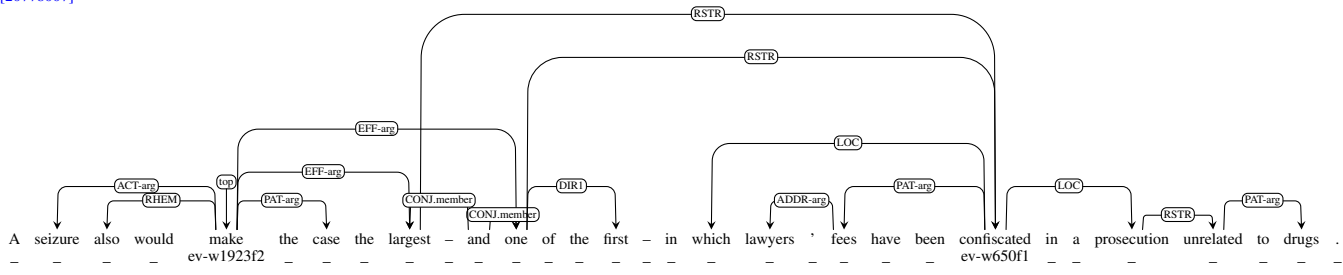 RSTR
RSTR
EFF-arg
LOC
EFF-arg
top
ACT-arg
PAT-arg
LOC
DIR1
RHEM
PAT-arg
CONJ.member
ADDR-arg
PAT-arg
CONJ.member
RSTR
A seizure also would make the case the largest – and one of the first – in which lawyers ’ fees have been confiscated in a prosecution unrelated to drugs .
_ _ _ _ ev-w1923f2 _ _ _ _ _ _ _ _ _ _ _ _ _ _ _ _ _ _ ev-w650f1 _ _ _ _ _ _ _